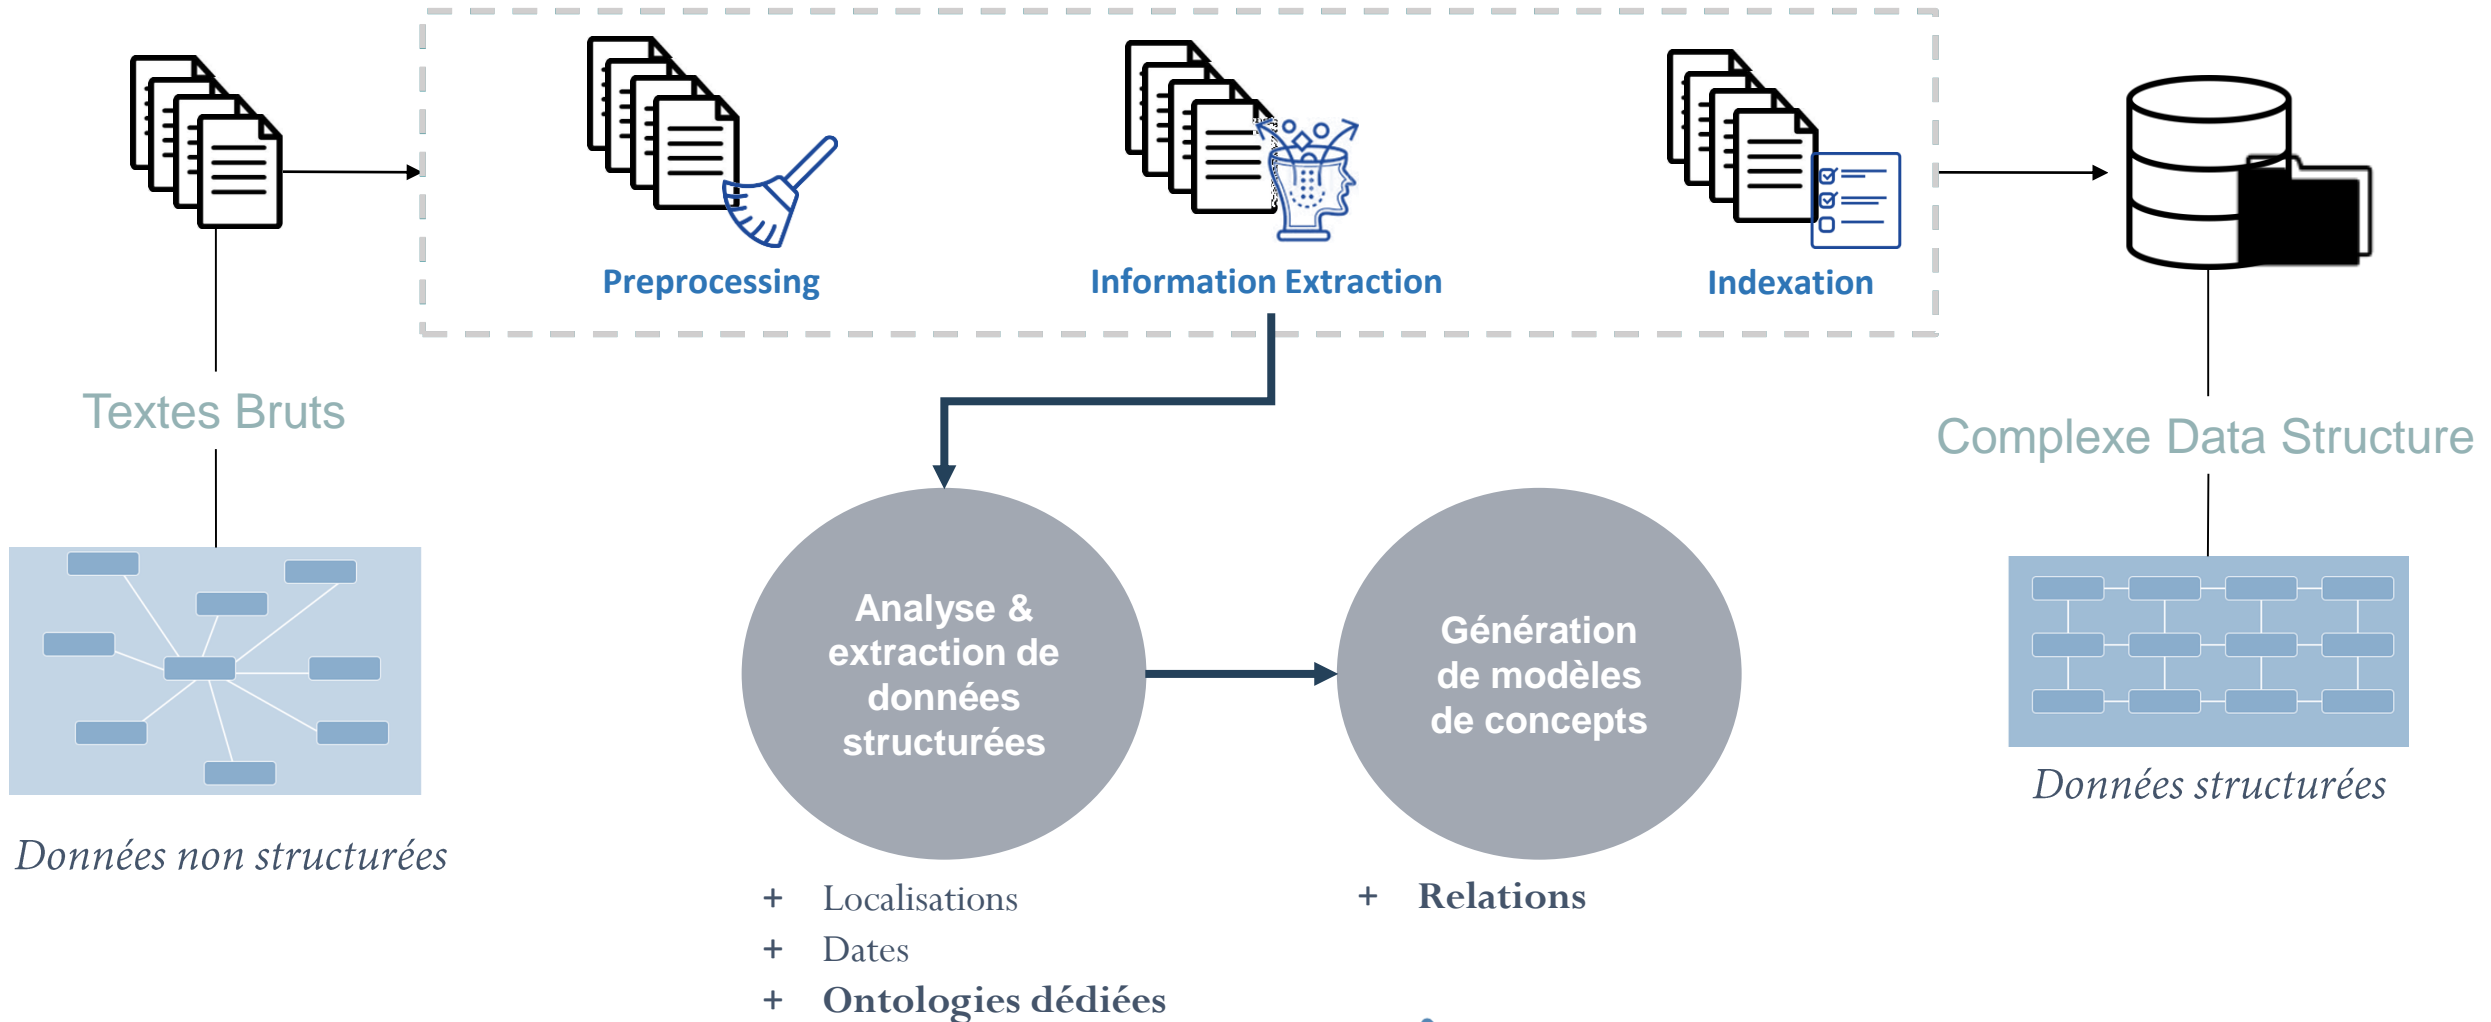 Preprocessing
Information Extraction
Indexation
Textes Bruts
Complexe Data Structure
Analyse &
extraction de
données
structurées
Génération
de modèles
de concepts
Données structurées
Données non structurées
+ Localisations
+ Dates
+ Ontologies dédiées
+ Relations